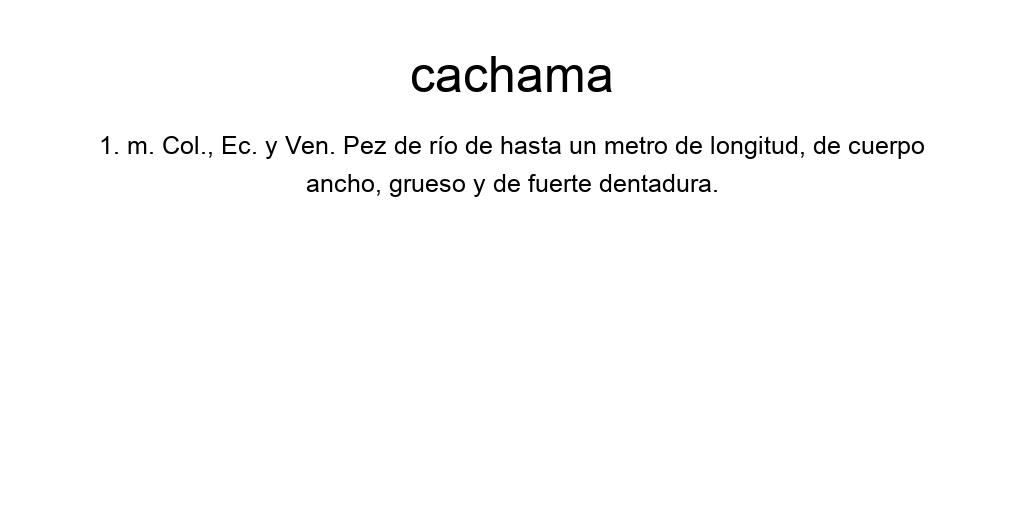 cachama
1. m. Col., Ec. y Ven. Pez de río de hasta un metro de longitud, de cuerpo
ancho, grueso y de fuerte dentadura.